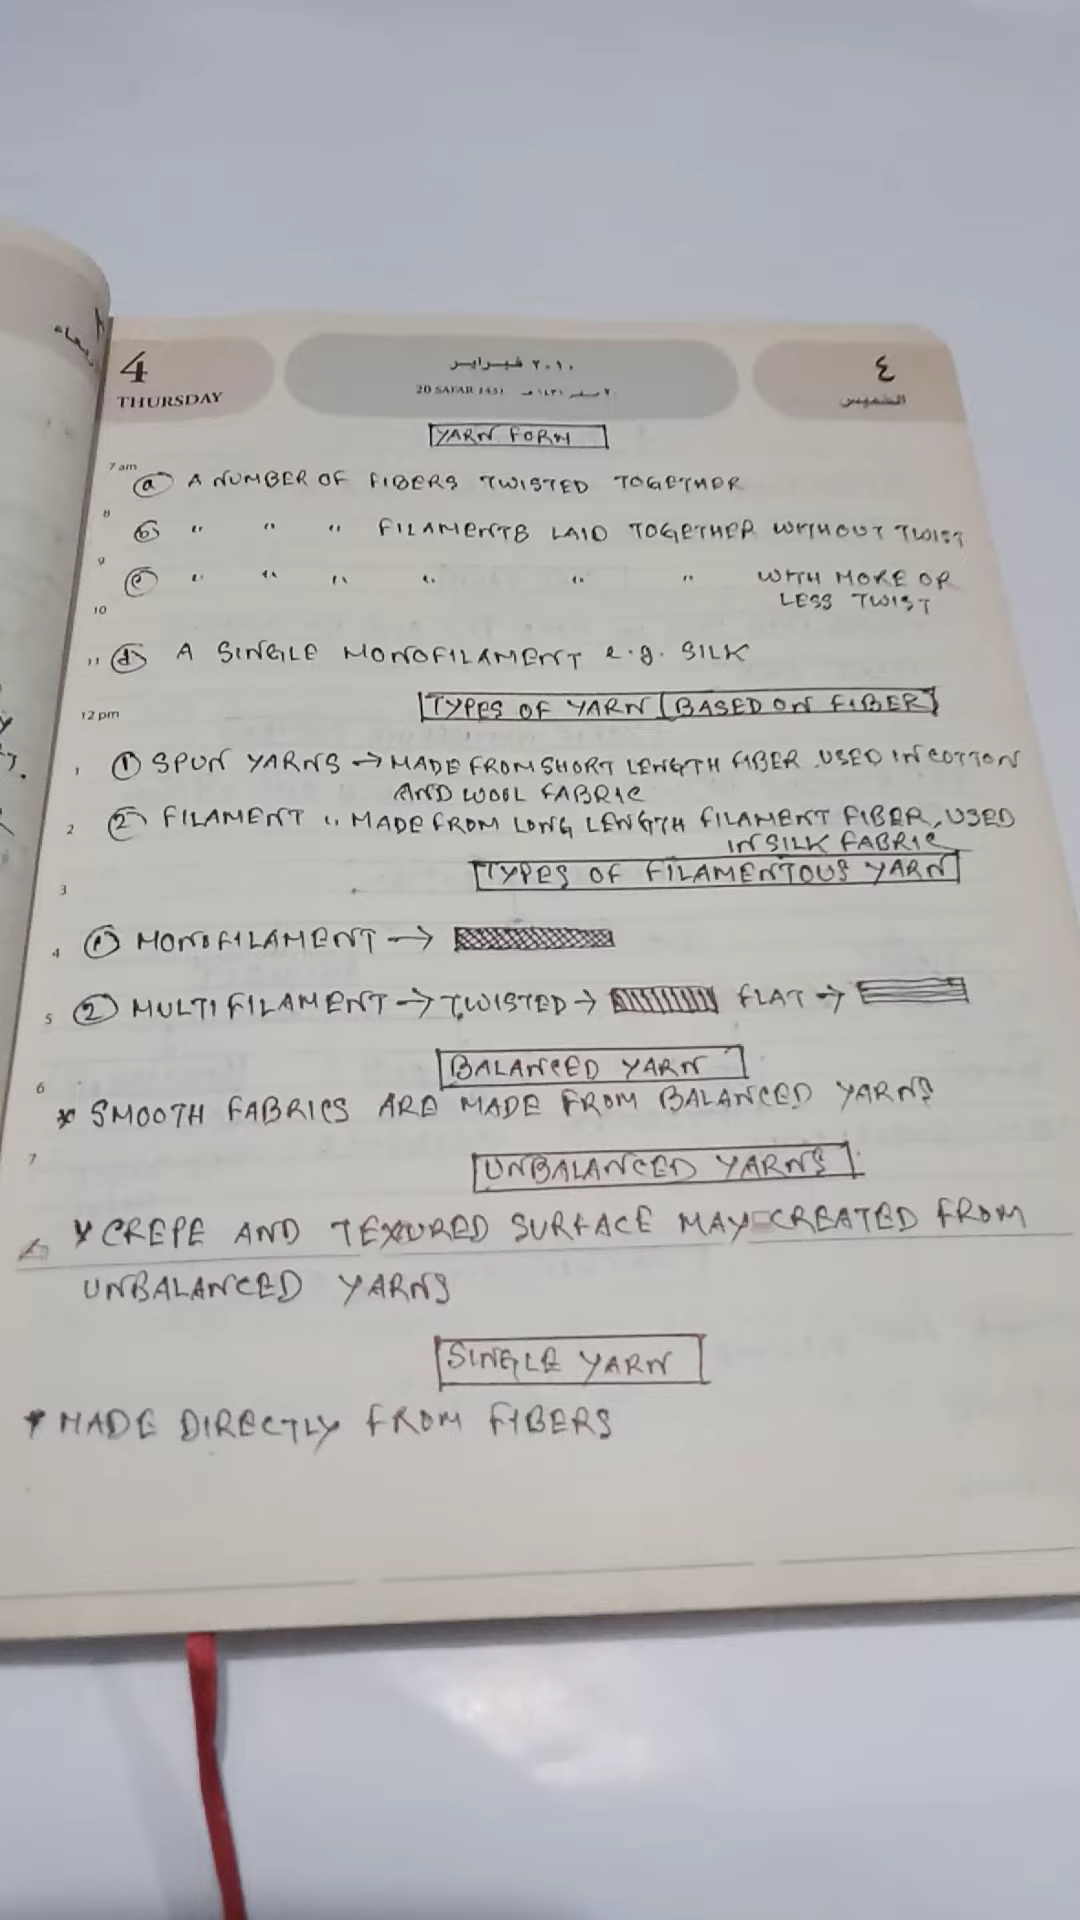 4
THURSDAY
٢٠١٠ فبراير
20 SAFAR 1431 ٢٠ صفر ١٤٣١ هـ
٤
الخميس
YARN FORM
7 am
a A NUMBER OF FIBERS TWISTED TOGETHER
8
b " " " FILAMENTS LAID TOGETHER WITHOUT TWIST
9
c " " " " " " WITH MORE OR
LESS TWIST
10
11 d A SINGLE MONOFILAMENT e.g. SILK
TYPES OF YARN [BASED ON FIBER]
12 pm
1 ① SPUN YARNS → MADE FROM SHORT LENGTH FIBER USED IN COTTON
AND WOOL FABRIC
2 ② FILAMENT " MADE FROM LONG LENGTH FILAMENT FIBER, USED
IN SILK FABRIC
TYPES OF FILAMENTOUS YARN
3
4 ① MONOFILAMENT →
5 ② MULTIFILAMENT → TWISTED → FLAT →
BALANCED YARN
6
* SMOOTH FABRICS ARE MADE FROM BALANCED YARNS
7
UNBALANCED YARNS
* CREPE AND TEXURED SURFACE MAY CREATED FROM
UNBALANCED YARNS
SINGLE YARN
* MADE DIRECTLY FROM FIBERS